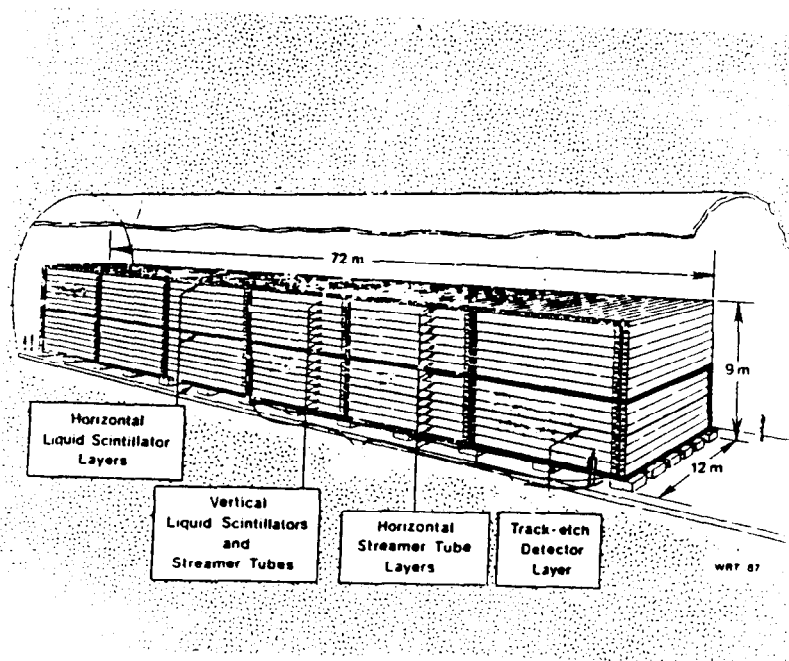 72 m
9 m
12 m
Horizontal
Liquid Scintillator
Layers
Vertical
Liquid Scintillators
and
Streamer Tubes
Horizontal
Streamer Tube
Layers
Track-etch
Detector
Layer
WRT 87